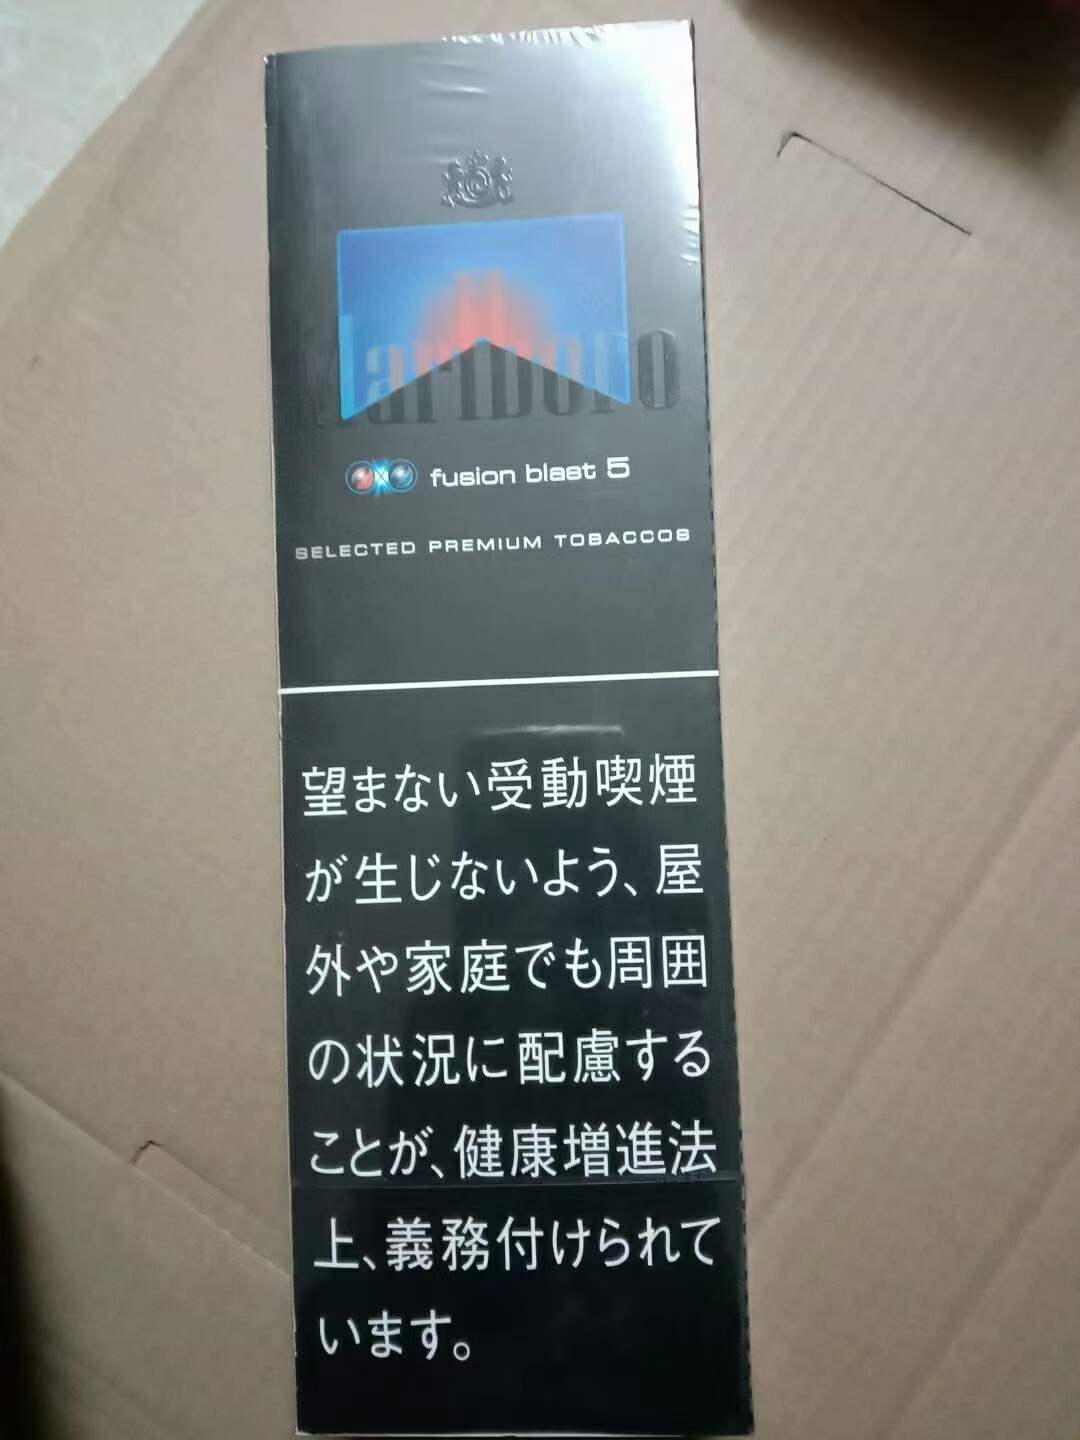 Marlboro
fusion blast 5
SELECTED PREMIUM TOBACCOS
望まない受動喫煙
が生じないよう、屋
外や家庭でも周囲
の状況に配慮する
ことが、健康増進法
上、義務付けられて
います。